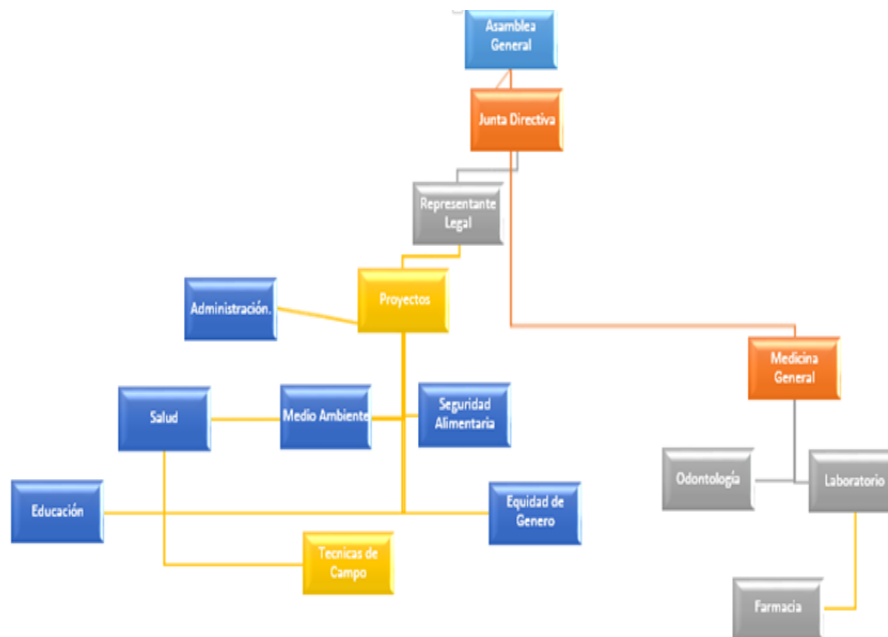 Asamblea
General
Junta Directiva
Representante
Legal
Proyectos
Administración.
Medicina
General
Salud
Medio Ambiente
Seguridad
Alimentaria
Odontología
Laboratorio
Educación
Equidad de
Genero
Tecnicas de
Campo
Farmacia